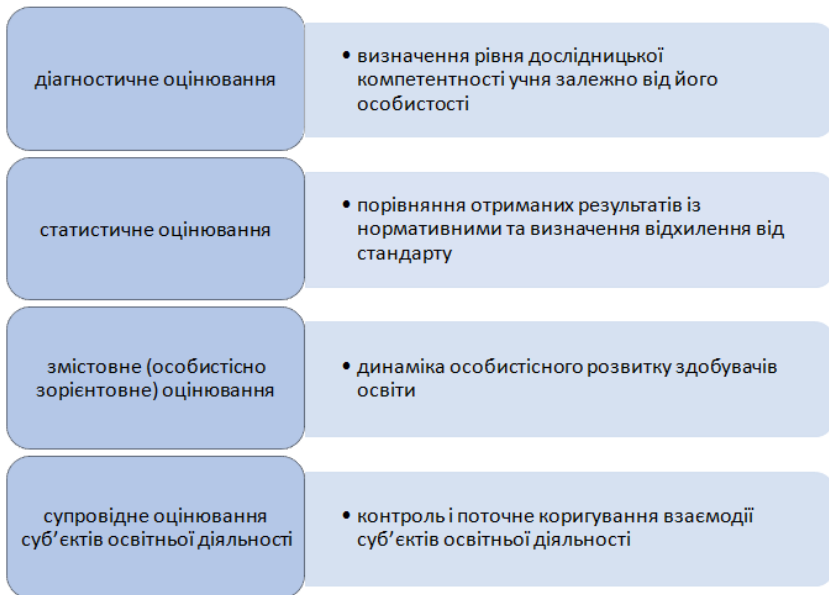 діагностичне оцінювання
• визначення рівня дослідницької
компетентності учня залежно від його
особистості
статистичне оцінювання
• порівняння отриманих результатів із
нормативними та визначення відхилення від
стандарту
змістовне (особистісно
зорієнтовне) оцінювання
• динаміка особистісного розвитку здобувачів
освіти
супровідне оцінювання
суб’єктів освітньої діяльності
• контроль і поточне коригування взаємодії
суб’єктів освітньої діяльності